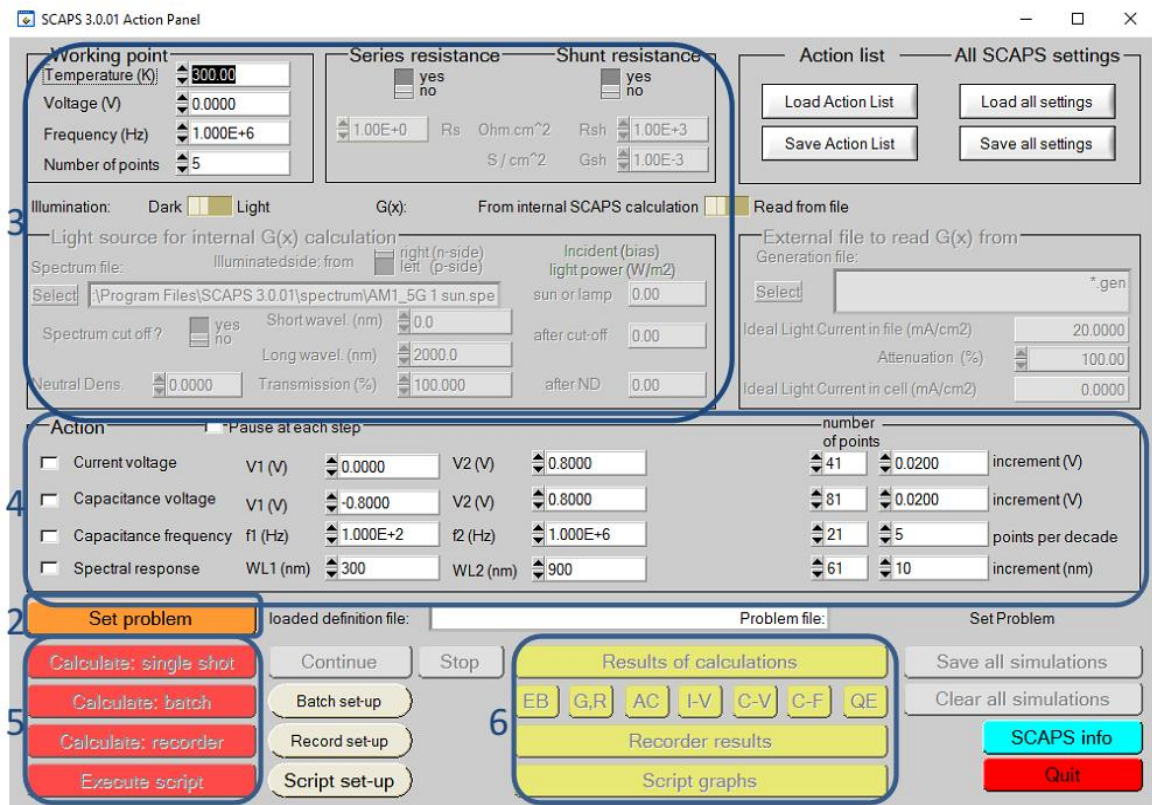 SCAPS 3.0.01 Action Panel
Working point
Temperature (K) 300.00
Voltage (V) 0.0000
Frequency (Hz) 1.000E+6
Number of points 5
Series resistance Shunt resistance
yes yes
no no
1.00E+0 Rs Ohm.cm^2 Rsh 1.00E+3
S / cm^2 Gsh 1.00E-3
Action list All SCAPS settings
Load Action List Load all settings
Save Action List Save all settings
3
Illumination: Dark Light G(x): From internal SCAPS calculation Read from file
Light source for internal G(x) calculation
Spectrum file: Illuminatedside: from right (n-side)
left (p-side)
Incident (bias)
light power (W/m2)
Select :\Program Files\SCAPS 3.0.01\spectrum\AM1_5G 1 sun.spe sun or lamp 0.00
Spectrum cut off ? yes
no
Short wavel. (nm) 0.0
Long wavel. (nm) 2000.0
after cut-off 0.00
Neutral Dens. 0.0000 Transmission (%) 100.000 after ND 0.00
External file to read G(x) from
Generation file:
Select *.gen
Ideal Light Current in file (mA/cm2) 20.0000
Attenuation (%) 100.00
Ideal Light Current in cell (mA/cm2) 0.0000
4
Action Pause at each step number
of points
Current voltage V1 (V) 0.0000 V2 (V) 0.8000 41 0.0200 increment (V)
Capacitance voltage V1 (V) -0.8000 V2 (V) 0.8000 81 0.0200 increment (V)
Capacitance frequency f1 (Hz) 1.000E+2 f2 (Hz) 1.000E+6 21 5 points per decade
Spectral response WL1 (nm) 300 WL2 (nm) 900 61 10 increment (nm)
2 Set problem loaded definition file: Problem file: Set Problem
Calculate: single shot Continue Stop Results of calculations Save all simulations
Calculate: batch Batch set-up EB G,R AC I-V C-V C-F QE Clear all simulations
5 6
Calculate: recorder Record set-up Recorder results SCAPS info
Execute script Script set-up Script graphs Quit